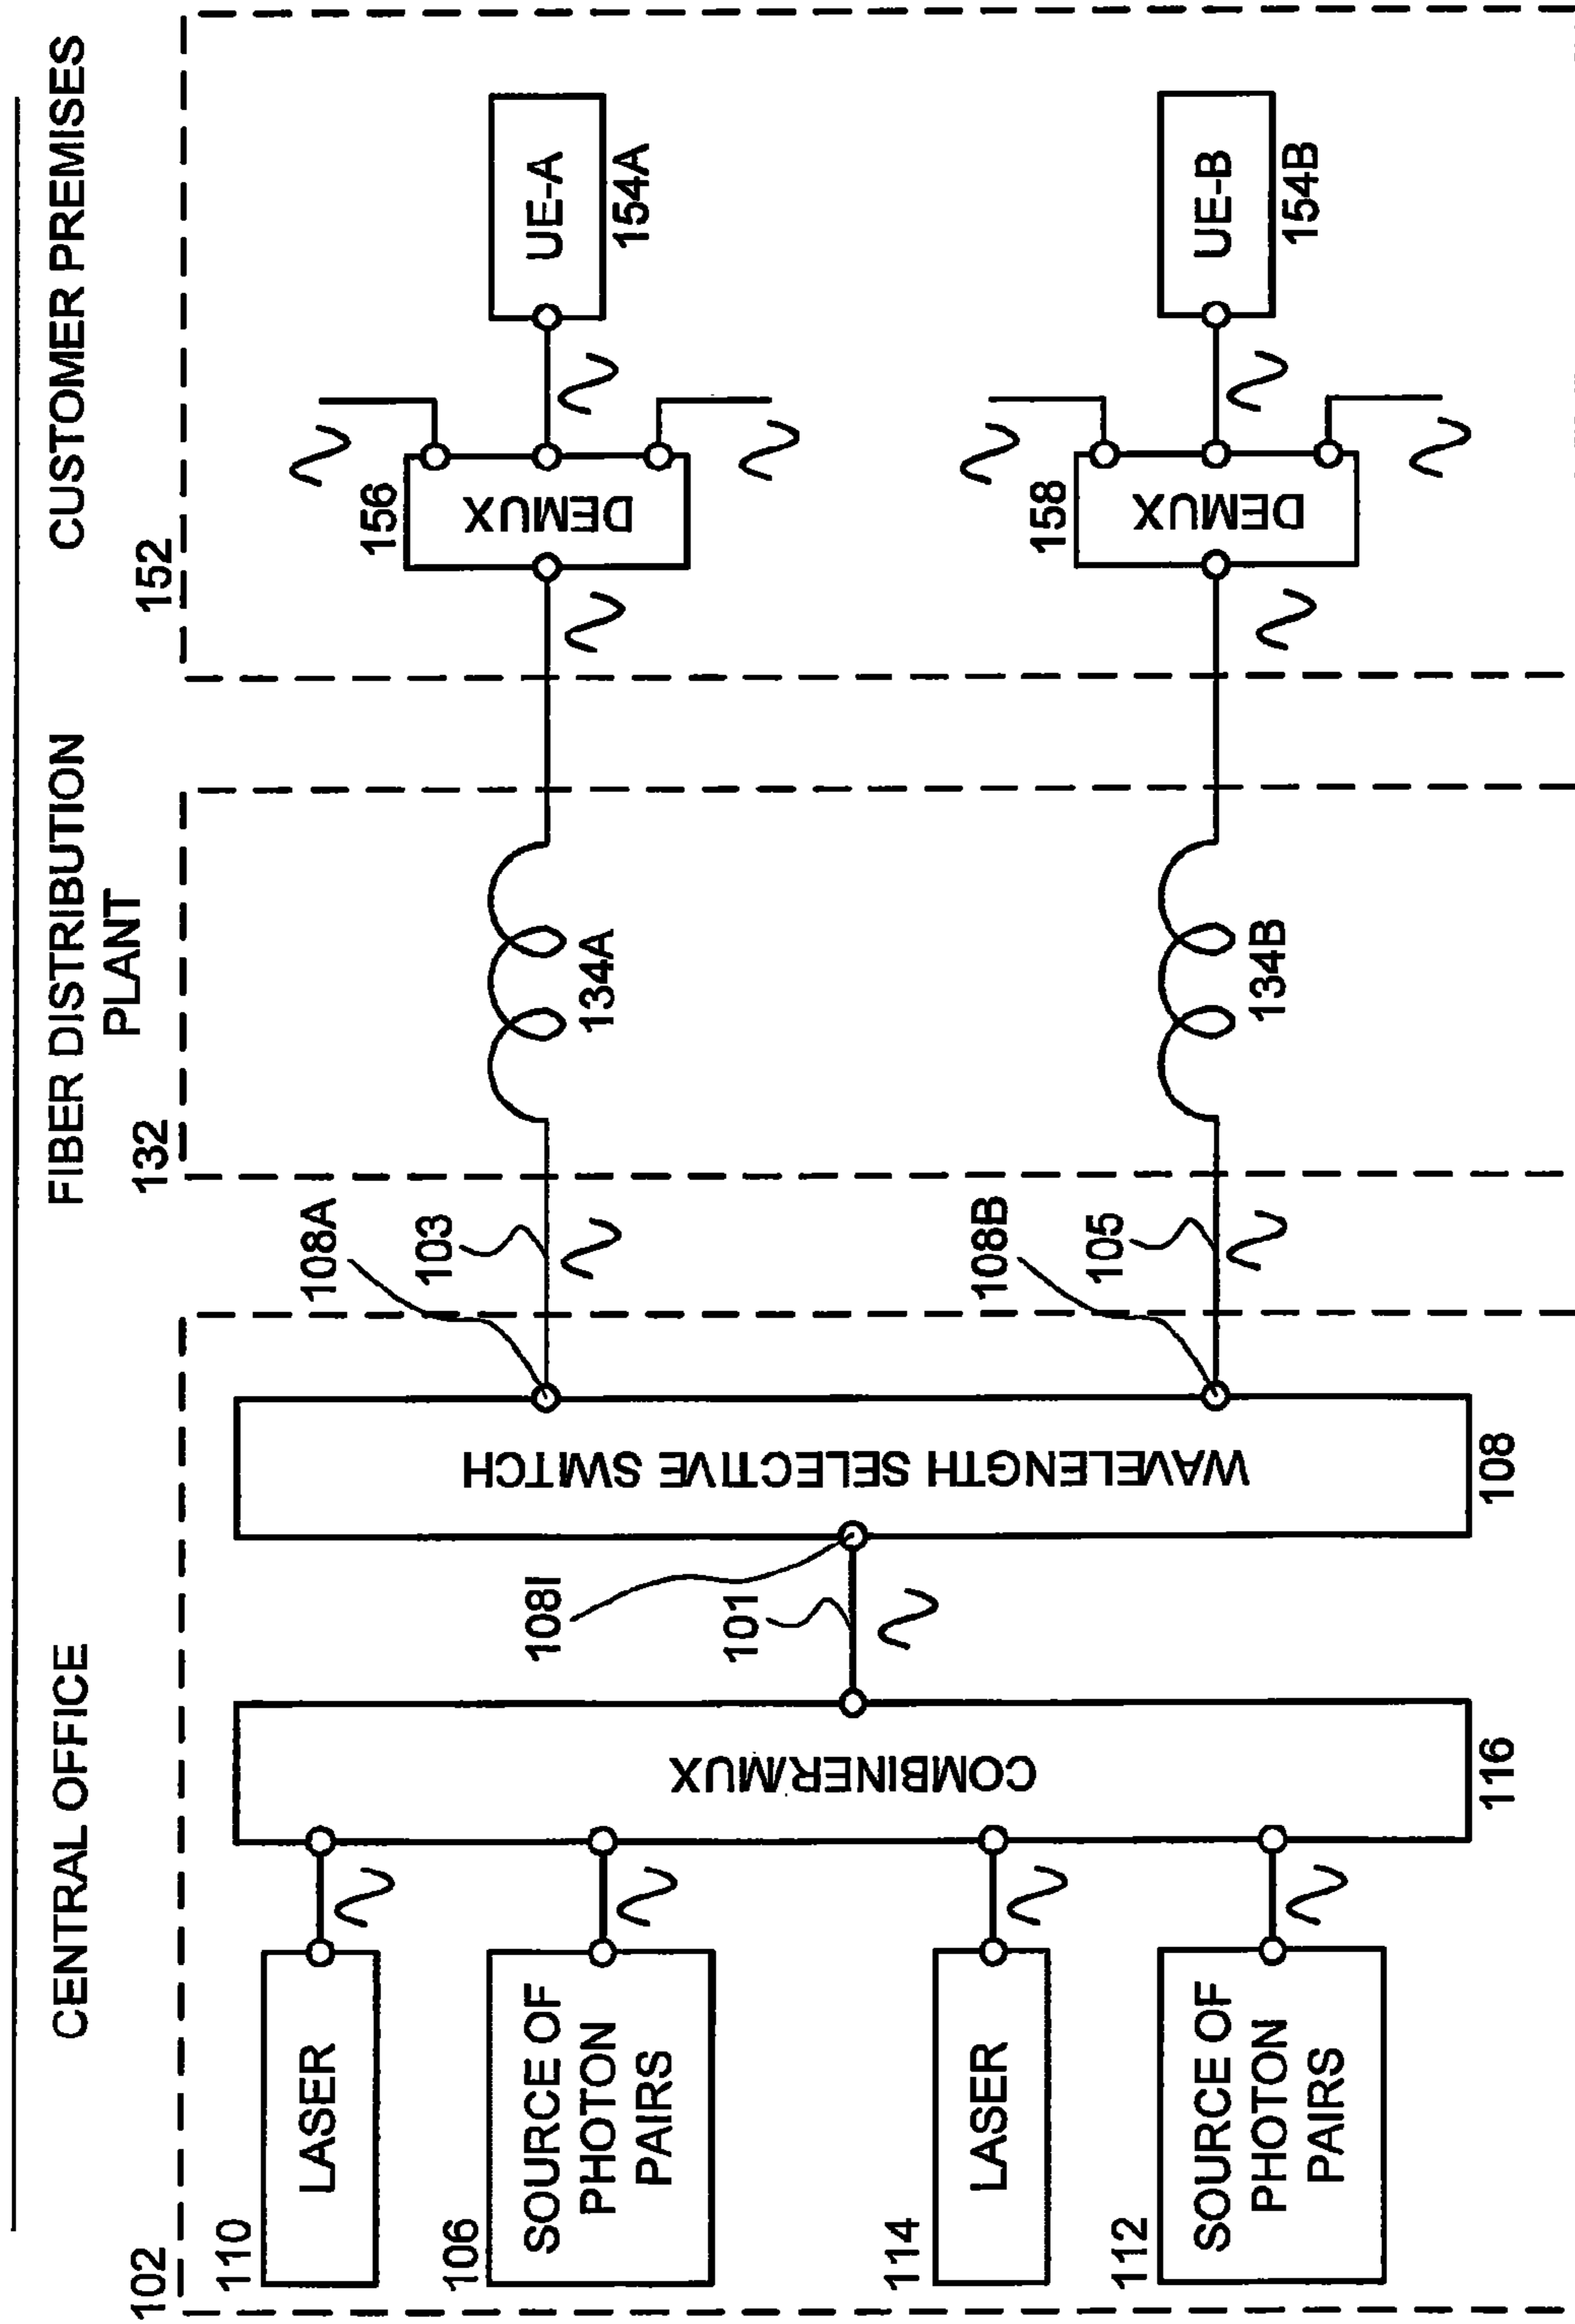 CENTRAL OFFICE
FIBER DISTRIBUTION
PLANT
CUSTOMER PREMISES
102
132
152
110
LASER
106
SOURCE OF
PHOTON
PAIRS
114
LASER
112
SOURCE OF
PHOTON
PAIRS
COMBINER/MUX
116
101
108I
WAVELENGTH SELECTIVE SWITCH
108
108A
103
108B
105
134A
134B
156
DEMUX
UE-A
154A
158
DEMUX
UE-B
154B